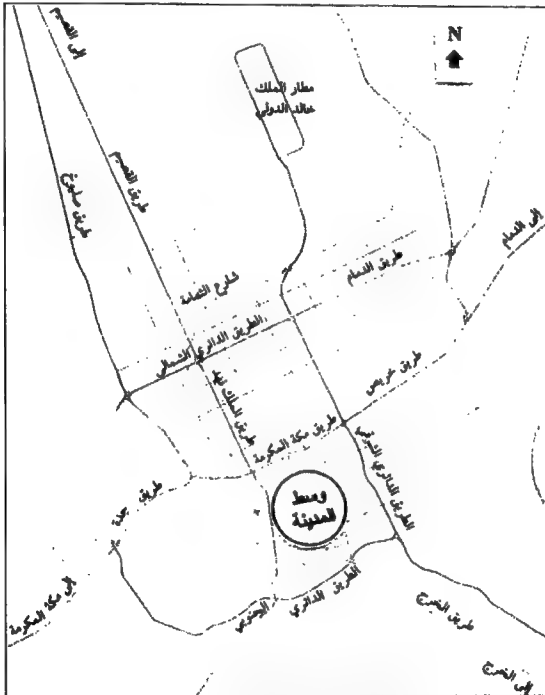 إلى القصيم
N
مطار الملك
خالد الدولي
طريق القصيم
طريق صلبوخ
إلى الدمام
طريق الدمام
شارع الثمامة
الطريق الدائري الشمالي
طريق خريص
طريق الملك فهد
طريق مكة المكرمة
الطريق الدائري الشرقي
وسط
المدينة
طريق جدة
إلى مكة المكرمة
الطريق الدائري الجنوبي
طريق الخرج
إلى الخرج